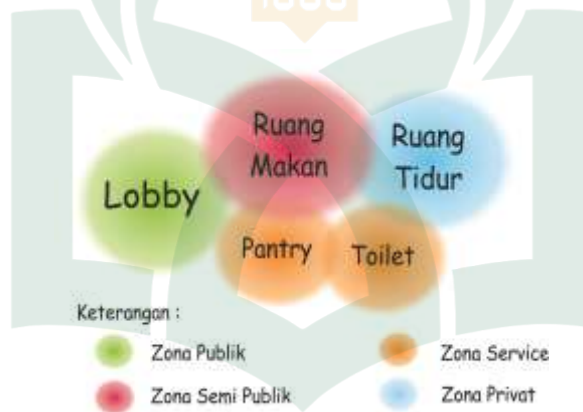 Ruang
Makan
Ruang
Tidur
Lobby
Pantry
Toilet
Keterangan :
Zona Publik
Zona Service
Zona Semi Publik
Zona Privat